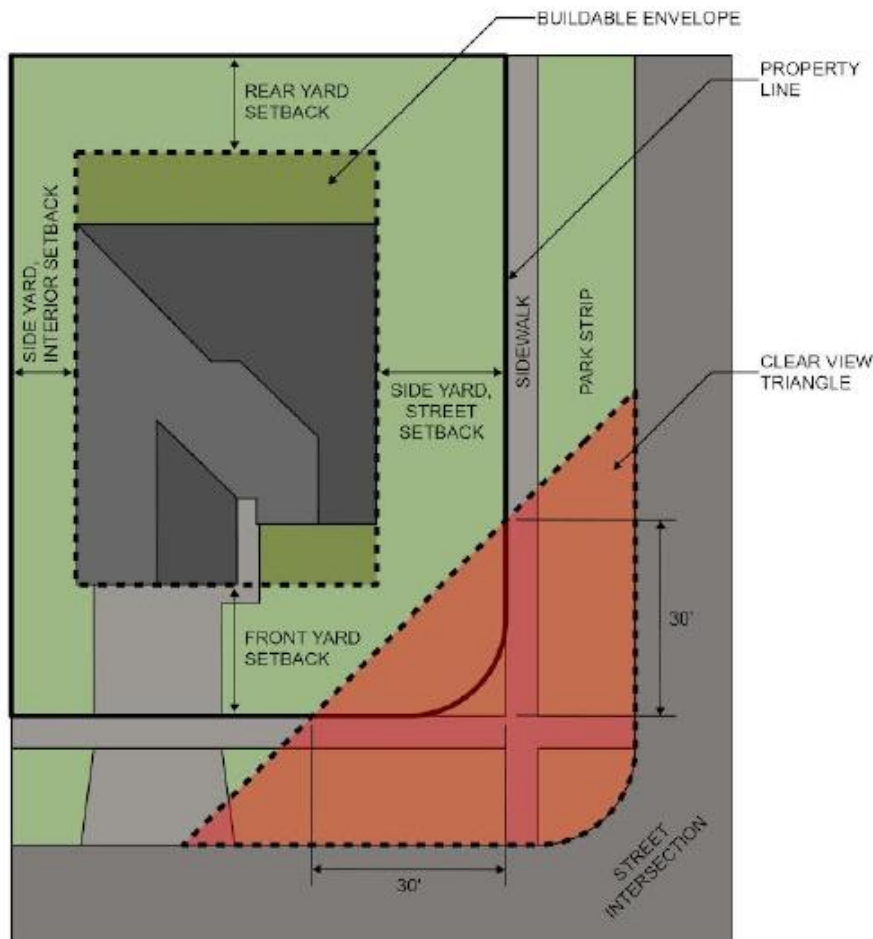 BUILDABLE ENVELOPE
PROPERTY
LINE
REAR YARD
SETBACK
SIDE YARD,
INTERIOR SETBACK
SIDEWALK
PARK STRIP
CLEAR VIEW
TRIANGLE
SIDE YARD,
STREET
SETBACK
30'
FRONT YARD
SETBACK
30'
STREET
INTERSECTION